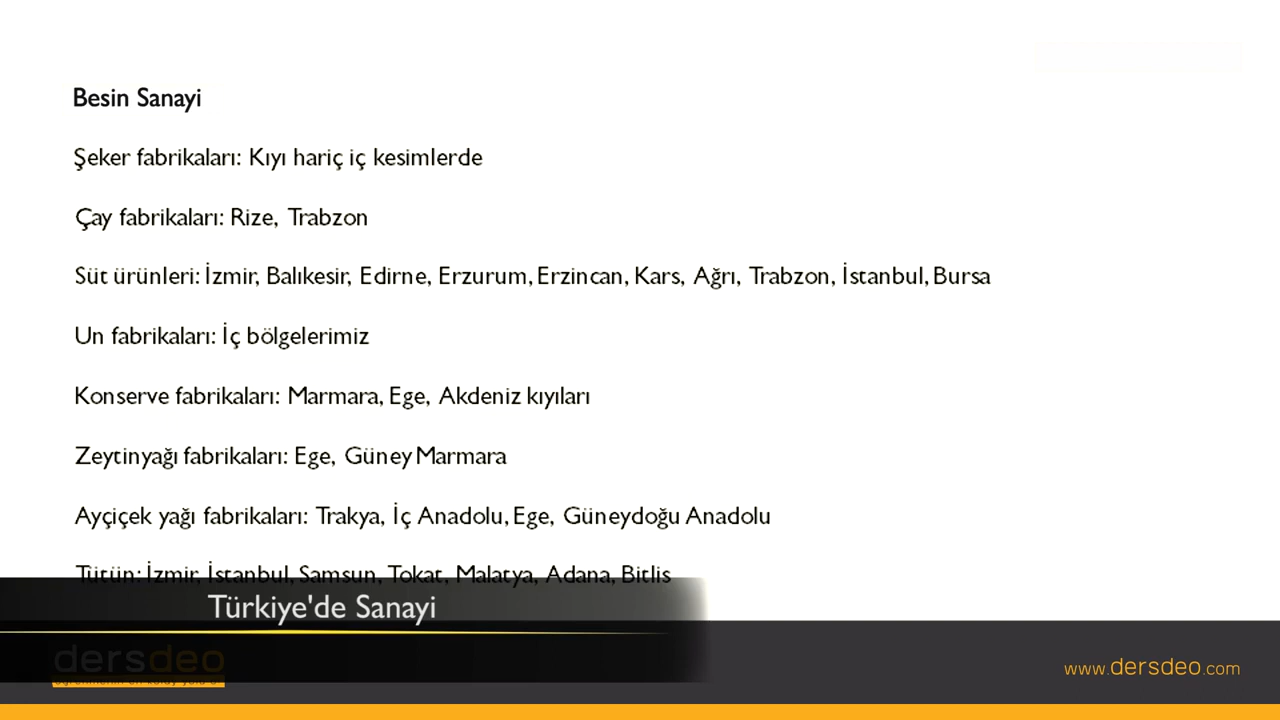 Besin Sanayi
Şeker fabrikaları: Kıyı hariç iç kesimlerde
Çay fabrikaları: Rize, Trabzon
Süt ürünleri: İzmir, Balıkesir, Edirne, Erzurum, Erzincan, Kars, Ağrı, Trabzon, İstanbul, Bursa
Un fabrikaları: İç bölgelerimiz
Konserve fabrikaları: Marmara, Ege, Akdeniz kıyıları
Zeytinyağı fabrikaları: Ege, Güney Marmara
Ayçiçek yağı fabrikaları: Trakya, İç Anadolu, Ege, Güneydoğu Anadolu
Tütün: İzmir, İstanbul, Samsun, Tokat, Malatya, Adana, Bitlis
Türkiye'de Sanayi
dersdeo
www.dersdeo.com